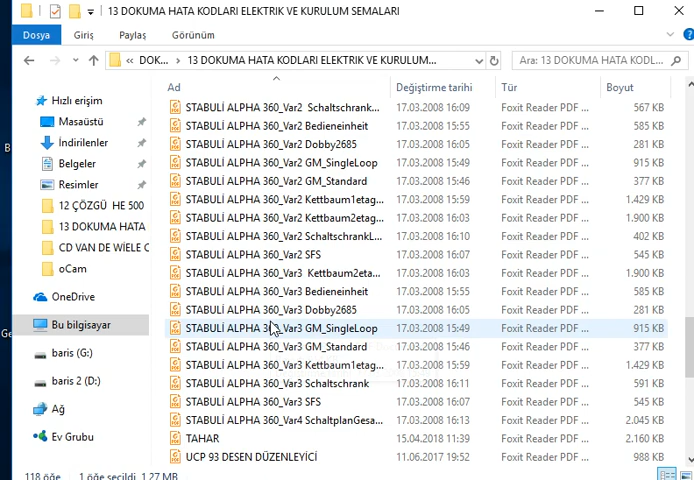 13 DOKUMA HATA KODLARI ELEKTRIK VE KURULUM SEMALARI
Dosya Giriş Paylaş Görünüm
« DOK... › 13 DOKUMA HATA KODLARI ELEKTRIK VE KURULUM... Ara: 13 DOKUMA HATA KODL...
Ad Değiştirme tarihi Tür Boyut
Hızlı erişim
Masaüstü
İndirilenler
Belgeler
Resimler
12 ÇÖZGÜ HE 500
13 DOKUMA HATA
CD VAN DE WİELE C
oCam
OneDrive
Bu bilgisayar
baris (G:)
baris 2 (D:)
Ağ
Ev Grubu
STABULİ ALPHA 360_Var2 Schaltschrank... 17.03.2008 16:09 Foxit Reader PDF ... 567 KB
STABULİ ALPHA 360_Var2 Bedieneinheit 17.03.2008 15:55 Foxit Reader PDF ... 585 KB
STABULİ ALPHA 360_Var2 Dobby2685 17.03.2008 16:05 Foxit Reader PDF ... 281 KB
STABULİ ALPHA 360_Var2 GM_SingleLoop 17.03.2008 15:49 Foxit Reader PDF ... 915 KB
STABULİ ALPHA 360_Var2 GM_Standard 17.03.2008 15:46 Foxit Reader PDF ... 377 KB
STABULİ ALPHA 360_Var2 Kettbaum1etag... 17.03.2008 15:59 Foxit Reader PDF ... 1.429 KB
STABULİ ALPHA 360_Var2 Kettbaum2etag... 17.03.2008 16:03 Foxit Reader PDF ... 1.900 KB
STABULİ ALPHA 360_Var2 SchaltschrankL... 17.03.2008 16:10 Foxit Reader PDF ... 402 KB
STABULİ ALPHA 360_Var2 SFS 17.03.2008 16:07 Foxit Reader PDF ... 545 KB
STABULİ ALPHA 360_Var3 Kettbaum2eta... 17.03.2008 16:03 Foxit Reader PDF ... 1.900 KB
STABULİ ALPHA 360_Var3 Bedieneinheit 17.03.2008 15:55 Foxit Reader PDF ... 585 KB
STABULİ ALPHA 360_Var3 Dobby2685 17.03.2008 16:05 Foxit Reader PDF ... 281 KB
STABULİ ALPHA 360_Var3 GM_SingleLoop 17.03.2008 15:49 Foxit Reader PDF ... 915 KB
STABULİ ALPHA 360_Var3 GM_Standard 17.03.2008 15:46 Foxit Reader PDF ... 377 KB
STABULİ ALPHA 360_Var3 Kettbaum1etag... 17.03.2008 15:59 Foxit Reader PDF ... 1.429 KB
STABULİ ALPHA 360_Var3 Schaltschrank 17.03.2008 16:11 Foxit Reader PDF ... 591 KB
STABULİ ALPHA 360_Var3 SFS 17.03.2008 16:07 Foxit Reader PDF ... 545 KB
STABULİ ALPHA 360_Var4 SchaltplanGesa... 17.03.2008 16:13 Foxit Reader PDF ... 2.045 KB
TAHAR 15.04.2018 11:39 Foxit Reader PDF ... 2.160 KB
UCP 93 DESEN DÜZENLEYİCİ 11.06.2017 19:52 Foxit Reader PDF ... 988 KB
118 öğe 1 öğe seçildi, 1,27 MB